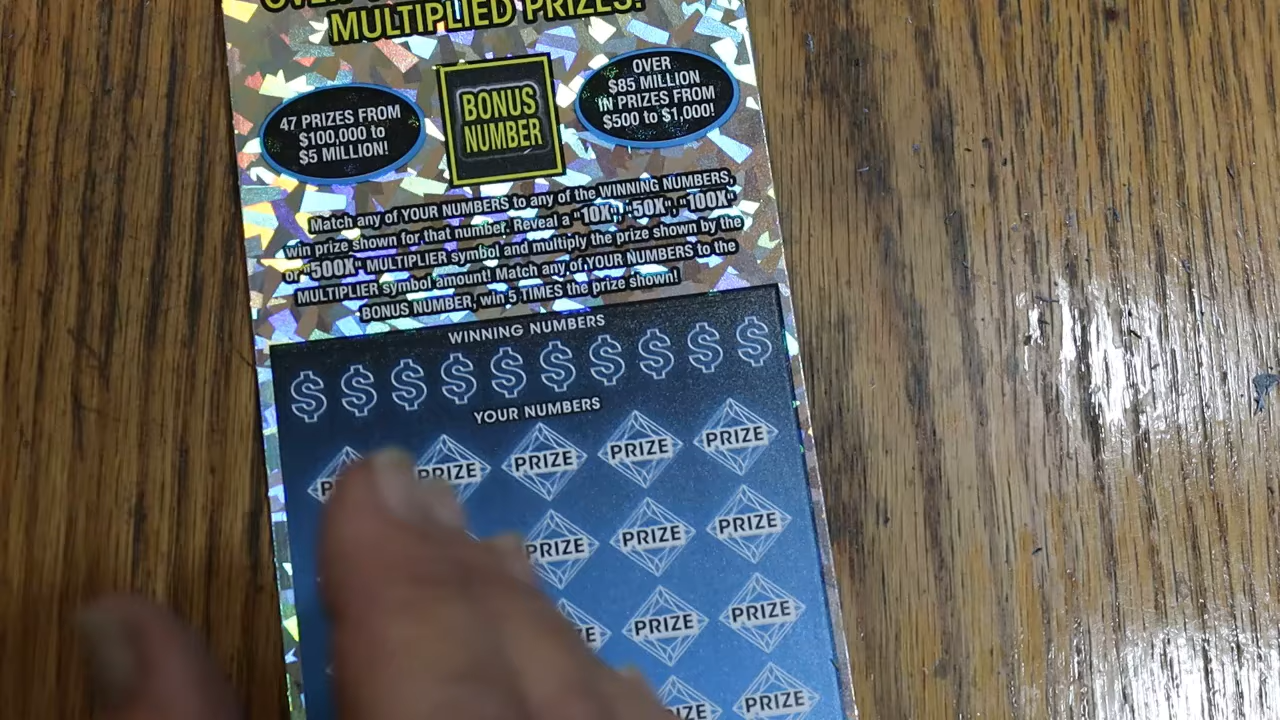 MULTIPLIED PRIZES!
47 PRIZES FROM
$100,000 to
$5 MILLION!
BONUS
NUMBER
OVER
$85 MILLION
IN PRIZES FROM
$500 to $1,000!
Match any of YOUR NUMBERS to any of the WINNING NUMBERS,
win prize shown for that number. Reveal a "10X", "50X", "100X"
or "500X" MULTIPLIER symbol and multiply the prize shown by the
MULTIPLIER symbol amount! Match any of YOUR NUMBERS to the
BONUS NUMBER, win 5 TIMES the prize shown!
WINNING NUMBERS
$ $ $ $ $ $ $ $ $ $
YOUR NUMBERS
PRIZE PRIZE PRIZE PRIZE
PRIZE PRIZE PRIZE
PRIZE PRIZE
PRIZE